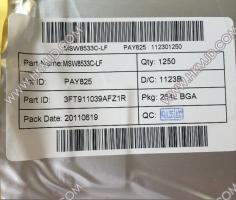 MSW8533C-LF PAY825 112301250
Part Name: MSW8533C-LF
Qty: 1250
ID: PAY825
D/C: 1123B
Part ID: 3FT911039AFZ1R
Pkg: BGA
Pack Date: 20110619
QC: